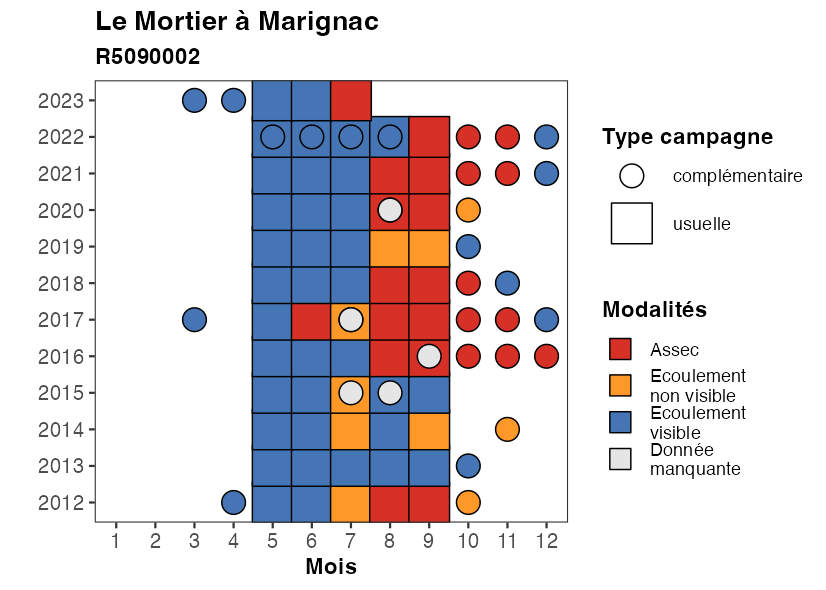 Le Mortier à Marignac
R5090002
2023
2022
2021
2020
2019
2018
2017
2016
2015
2014
2013
2012
1 2 3 4 5 6 7 8 9 10 11 12
Mois
Type campagne
complémentaire
usuelle
Modalités
Assec
Ecoulement
non visible
Ecoulement
visible
Donnée
manquante